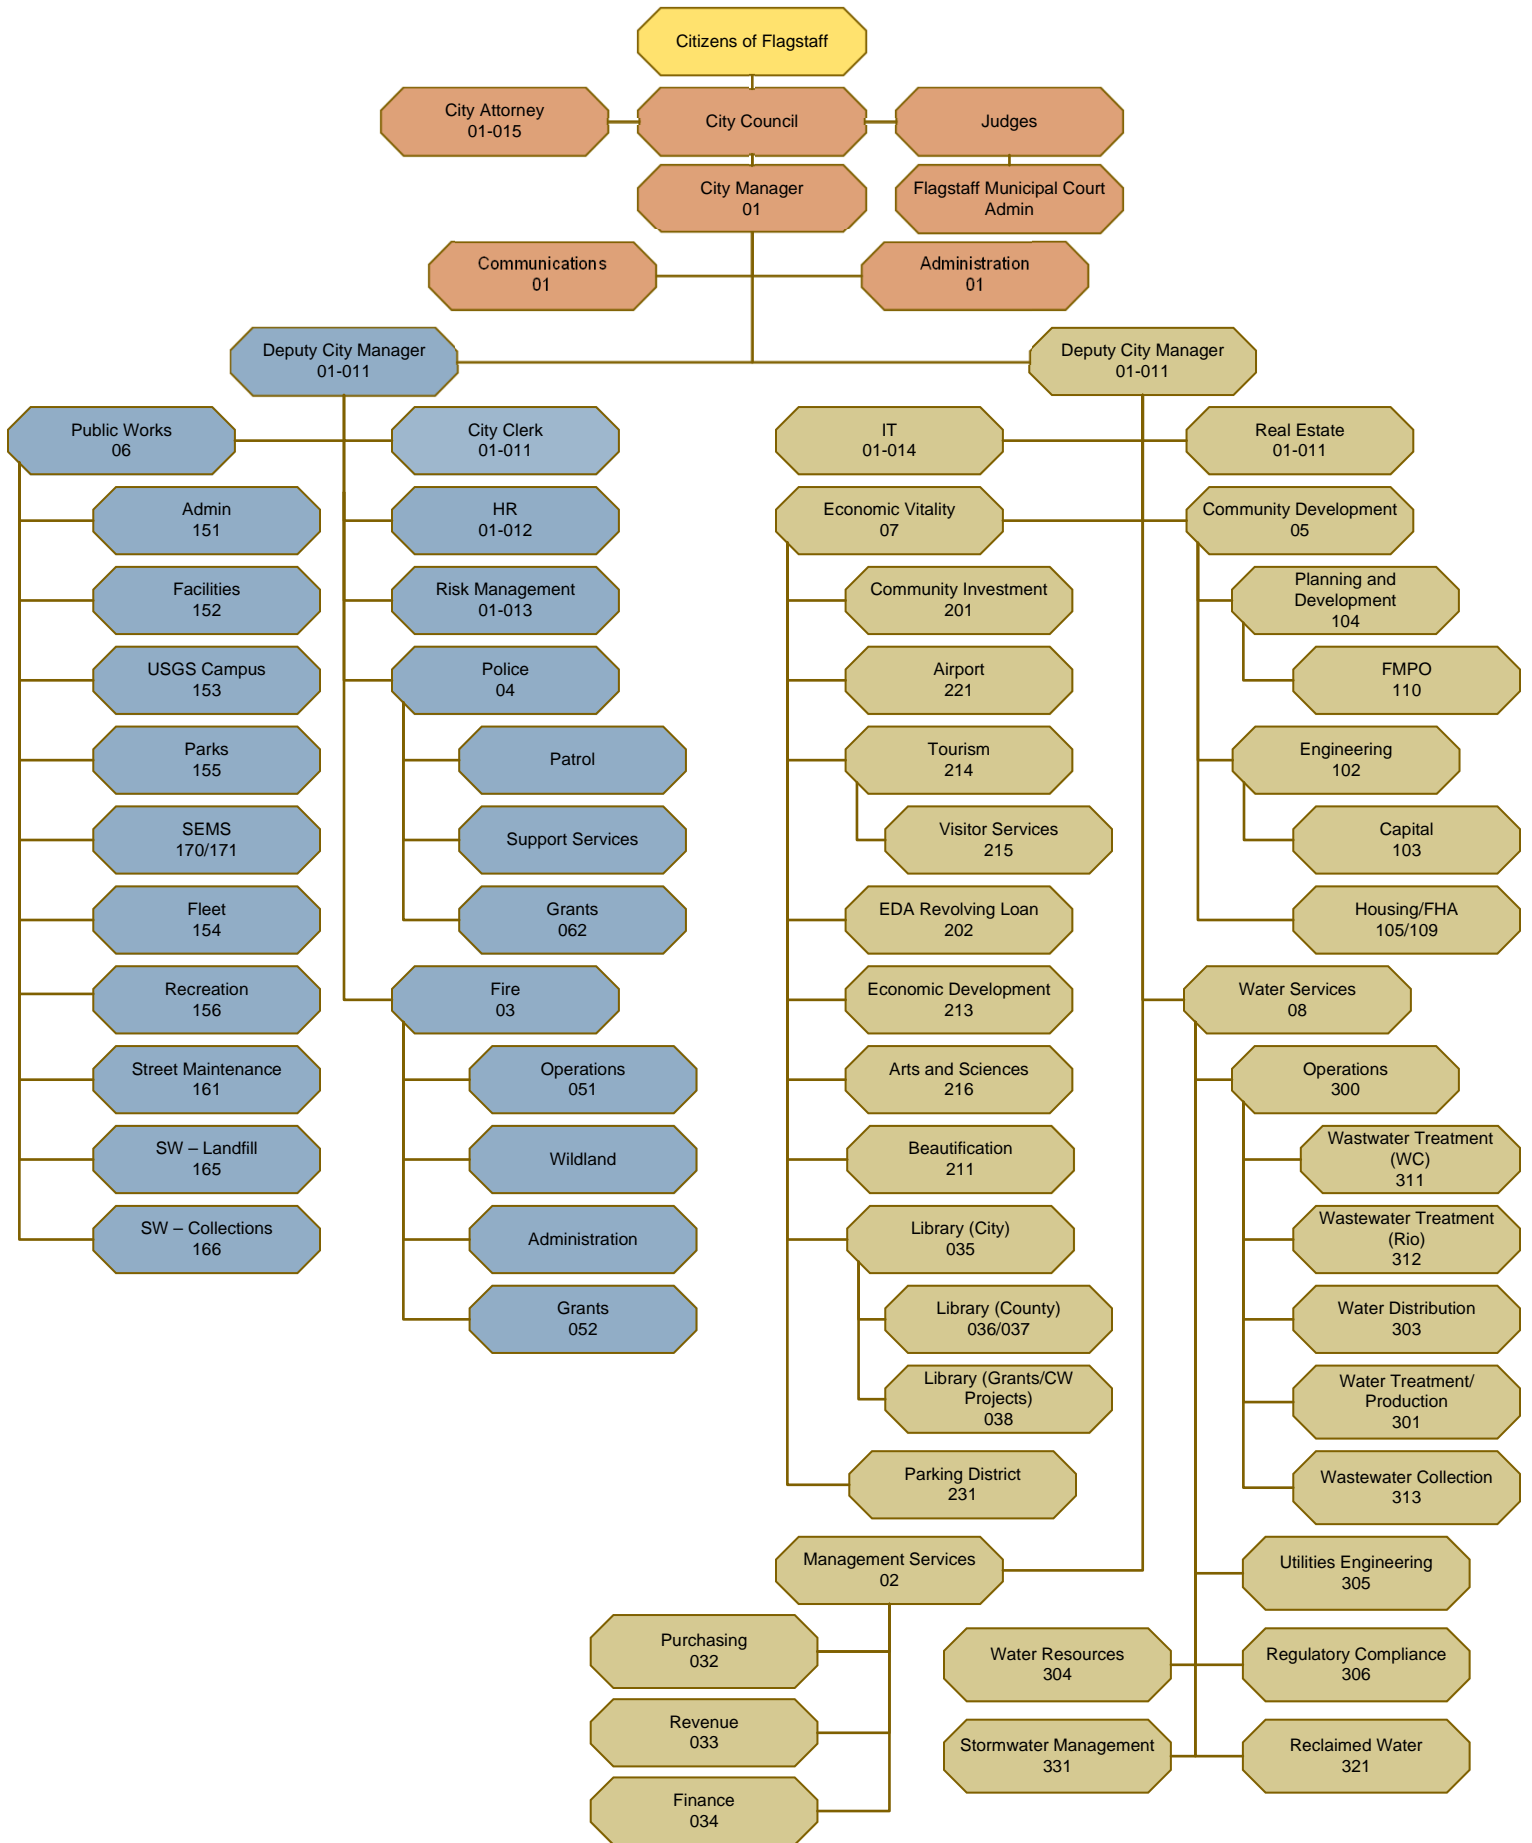 Citizens of Flagstaff
City Attorney
01-015
City Council
Judges
City Manager
01
Flagstaff Municipal Court
Admin
Communications
01
Administration
01
Deputy City Manager
01-011
Deputy City Manager
01-011
Public Works
06
City Clerk
01-011
Admin
151
HR
01-012
Facilities
152
Risk Management
01-013
USGS Campus
153
Police
04
Parks
155
Patrol
SEMS
170/171
Support Services
Fleet
154
Grants
062
Recreation
156
Fire
03
Street Maintenance
161
Operations
051
SW – Landfill
165
Wildland
SW – Collections
166
Administration
Grants
052
IT
01-014
Real Estate
01-011
Economic Vitality
07
Community Development
05
Community Investment
201
Planning and
Development
104
Airport
221
FMPO
110
Tourism
214
Engineering
102
Visitor Services
215
Capital
103
EDA Revolving Loan
202
Housing/FHA
105/109
Economic Development
213
Water Services
08
Arts and Sciences
216
Operations
300
Beautification
211
Wastwater Treatment
(WC)
311
Library (City)
035
Wastewater Treatment
(Rio)
312
Library (County)
036/037
Water Distribution
303
Library (Grants/CW
Projects)
038
Water Treatment/
Production
301
Parking District
231
Wastewater Collection
313
Management Services
02
Utilities Engineering
305
Purchasing
032
Water Resources
304
Regulatory Compliance
306
Revenue
033
Stormwater Management
331
Reclaimed Water
321
Finance
034